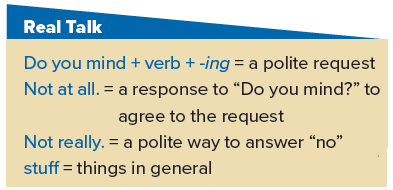 Real Talk
Do you mind + verb + -ing = a polite request
Not at all. = a response to “Do you mind?” to
agree to the request
Not really. = a polite way to answer “no”
stuff = things in general